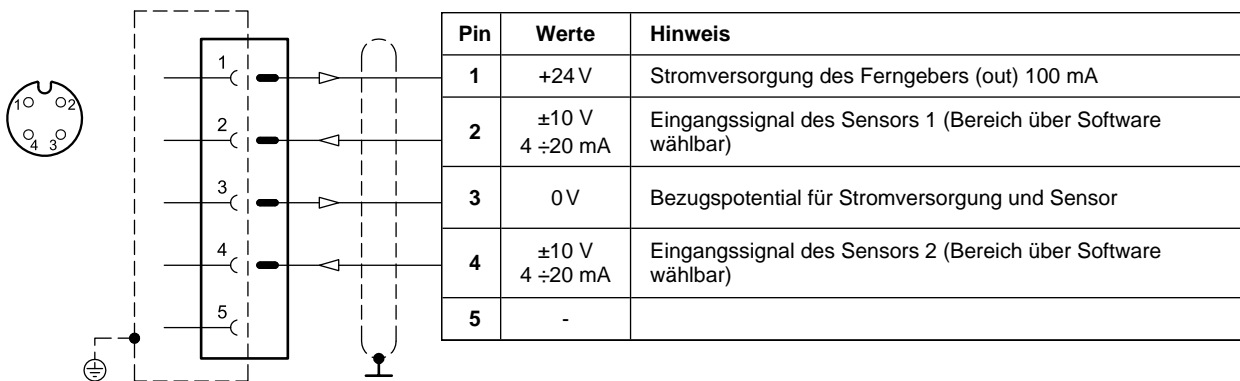 1 2
4 3
1
2
3
4
5
Pin Werte Hinweis
1 +24 V Stromversorgung des Ferngebers (out) 100 mA
2 ±10 V
4 ÷20 mA Eingangssignal des Sensors 1 (Bereich über Software
wählbar)
3 0 V Bezugspotential für Stromversorgung und Sensor
4 ±10 V
4 ÷20 mA Eingangssignal des Sensors 2 (Bereich über Software
wählbar)
5 -